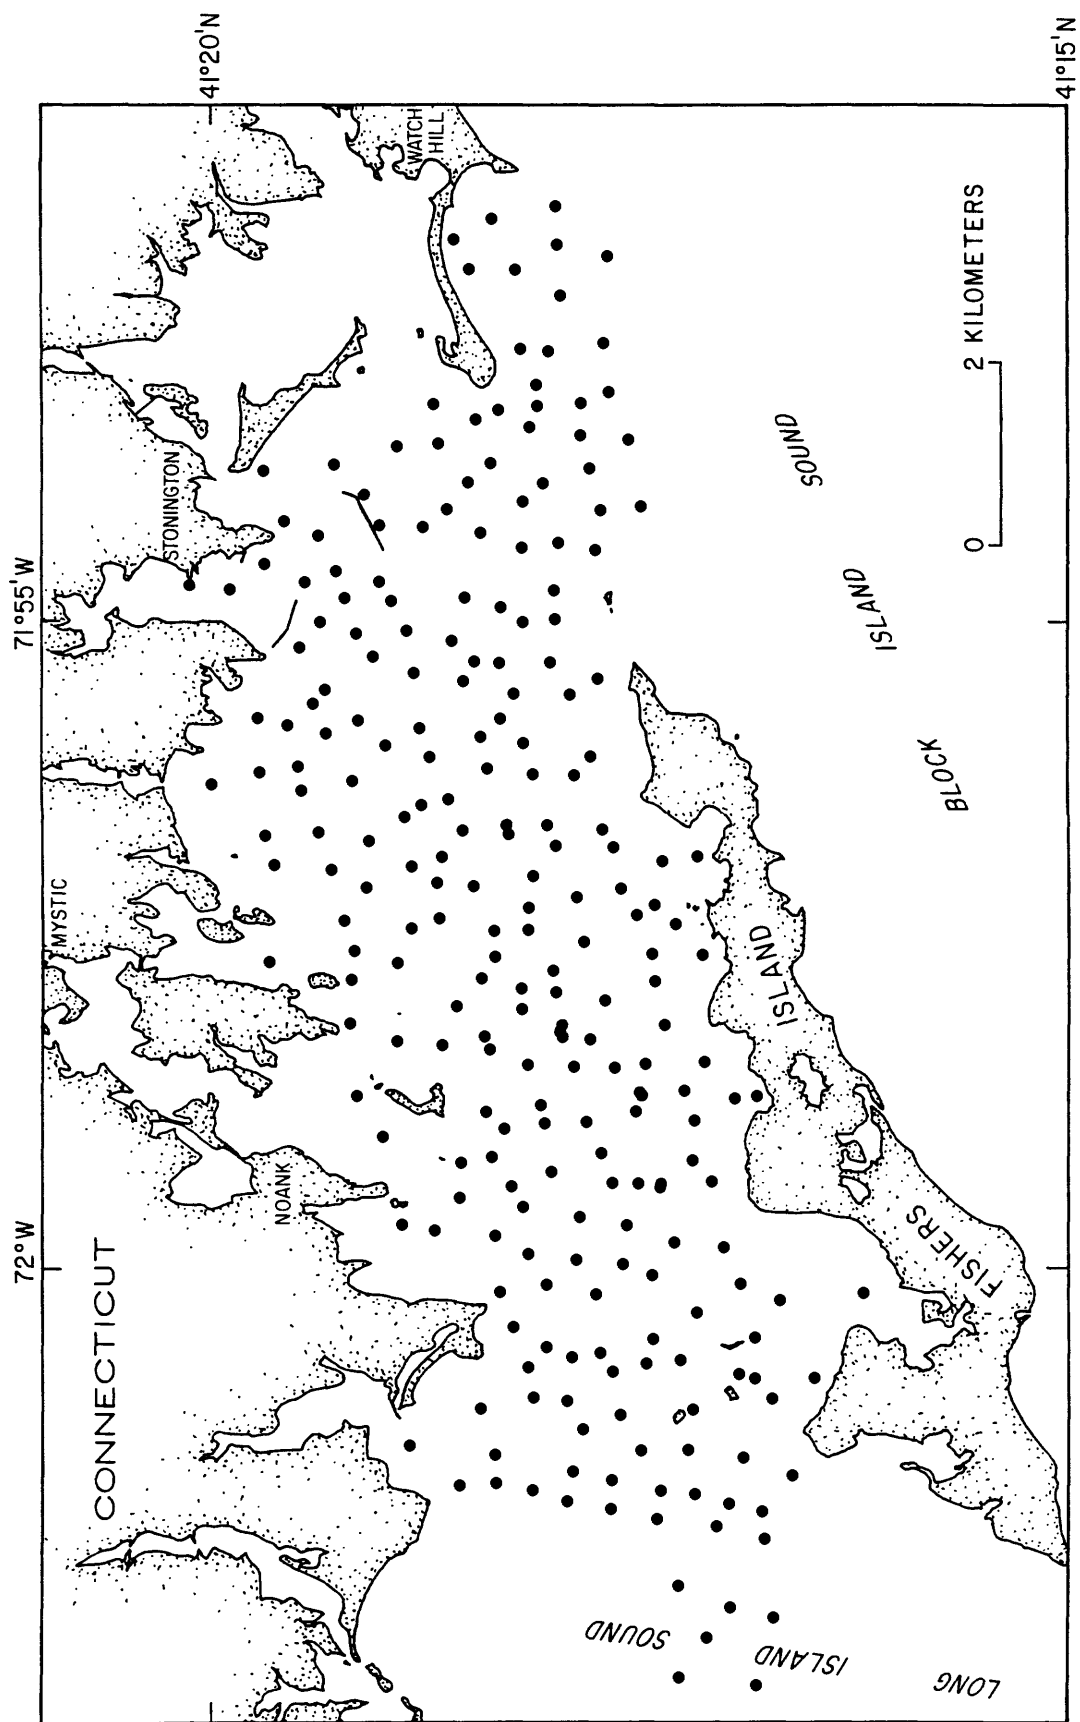 41°20'N
41°15'N
71°55'W
72°W
WATCH
HILL
STONINGTON
MYSTIC
NOANK
CONNECTICUT
2 KILOMETERS
0
BLOCK
ISLAND
SOUND
FISHERS
ISLAND
LONG
ISLAND
SOUND